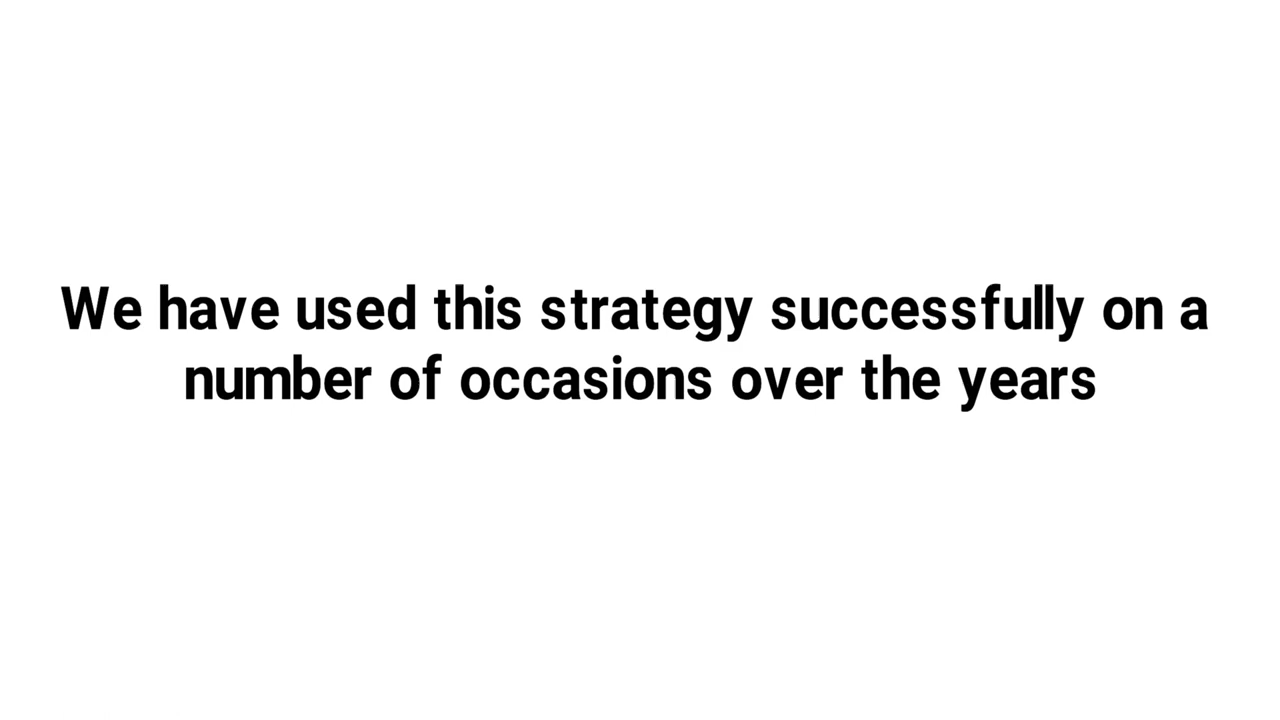 We have used this strategy successfully on a
number of occasions over the years